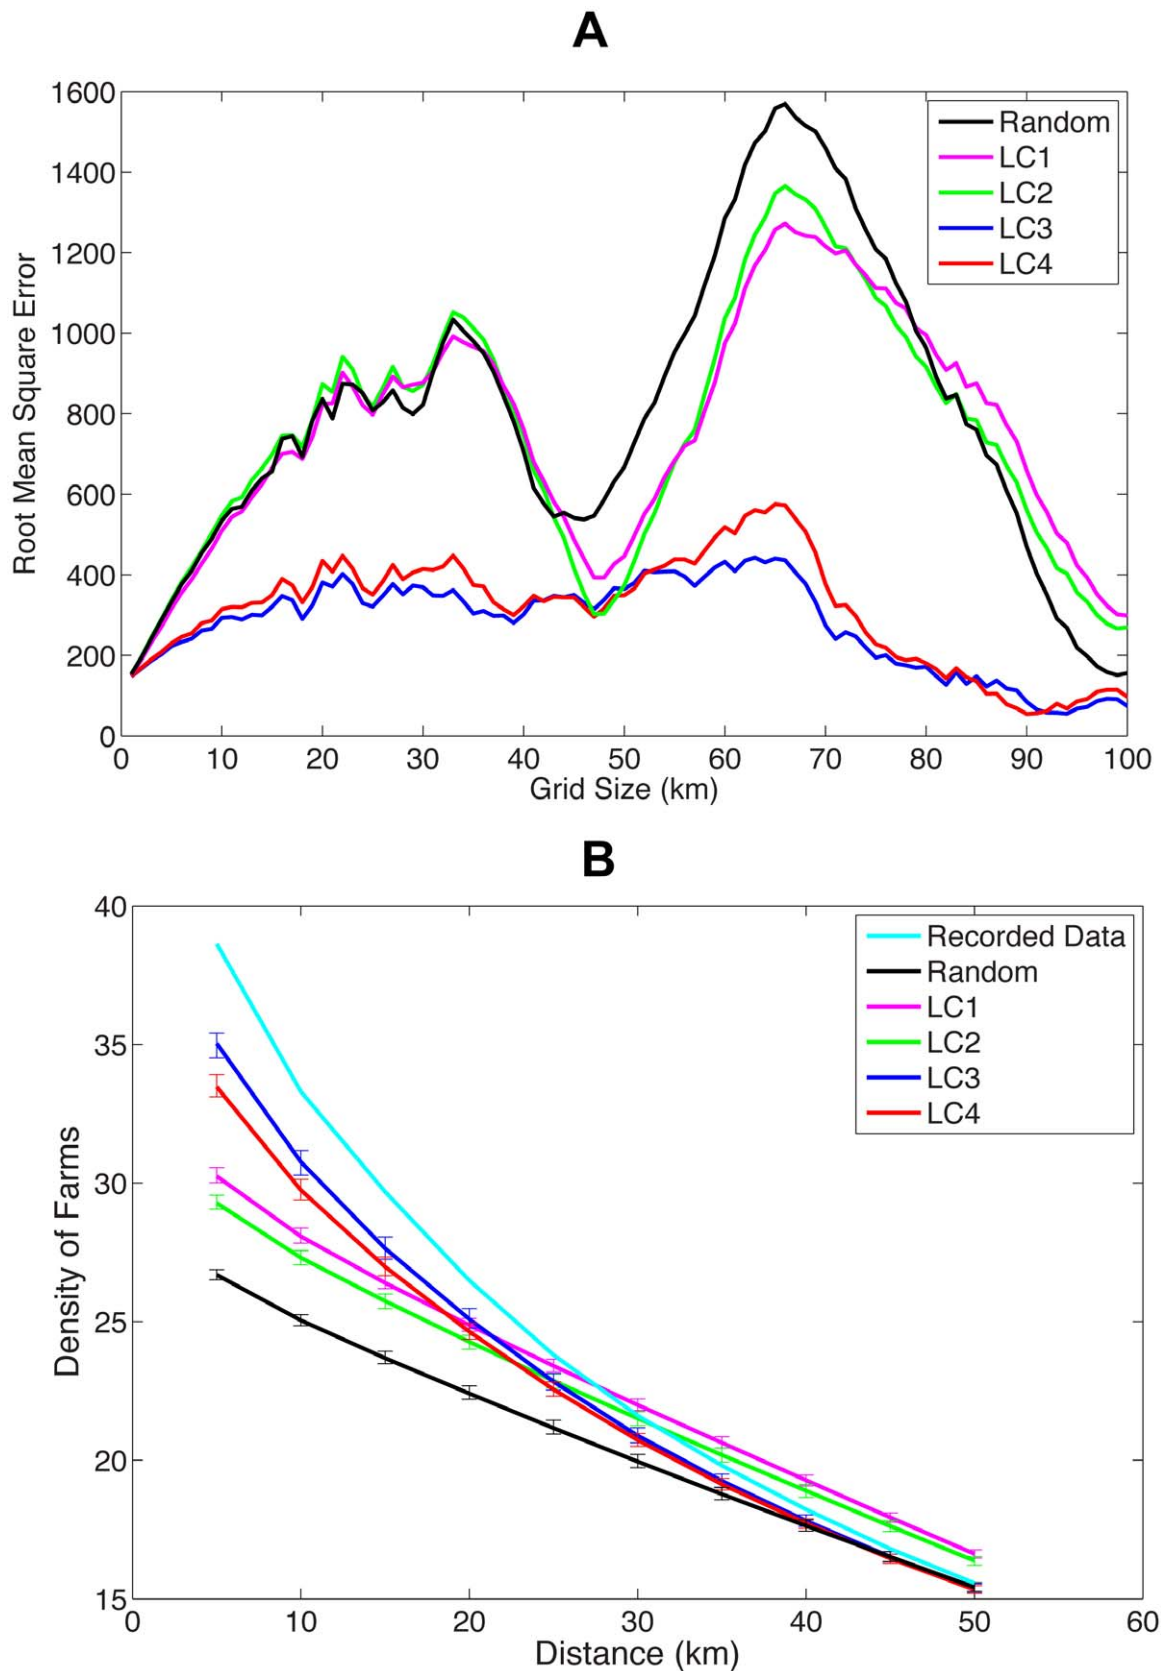 A
1600
1400
1200
1000
800
600
400
200
0
Root Mean Square Error
Random
LC1
LC2
LC3
LC4
0 10 20 30 40 50 60 70 80 90 100
Grid Size (km)
B
40
35
30
25
20
15
Density of Farms
Recorded Data
Random
LC1
LC2
LC3
LC4
0 10 20 30 40 50 60
Distance (km)